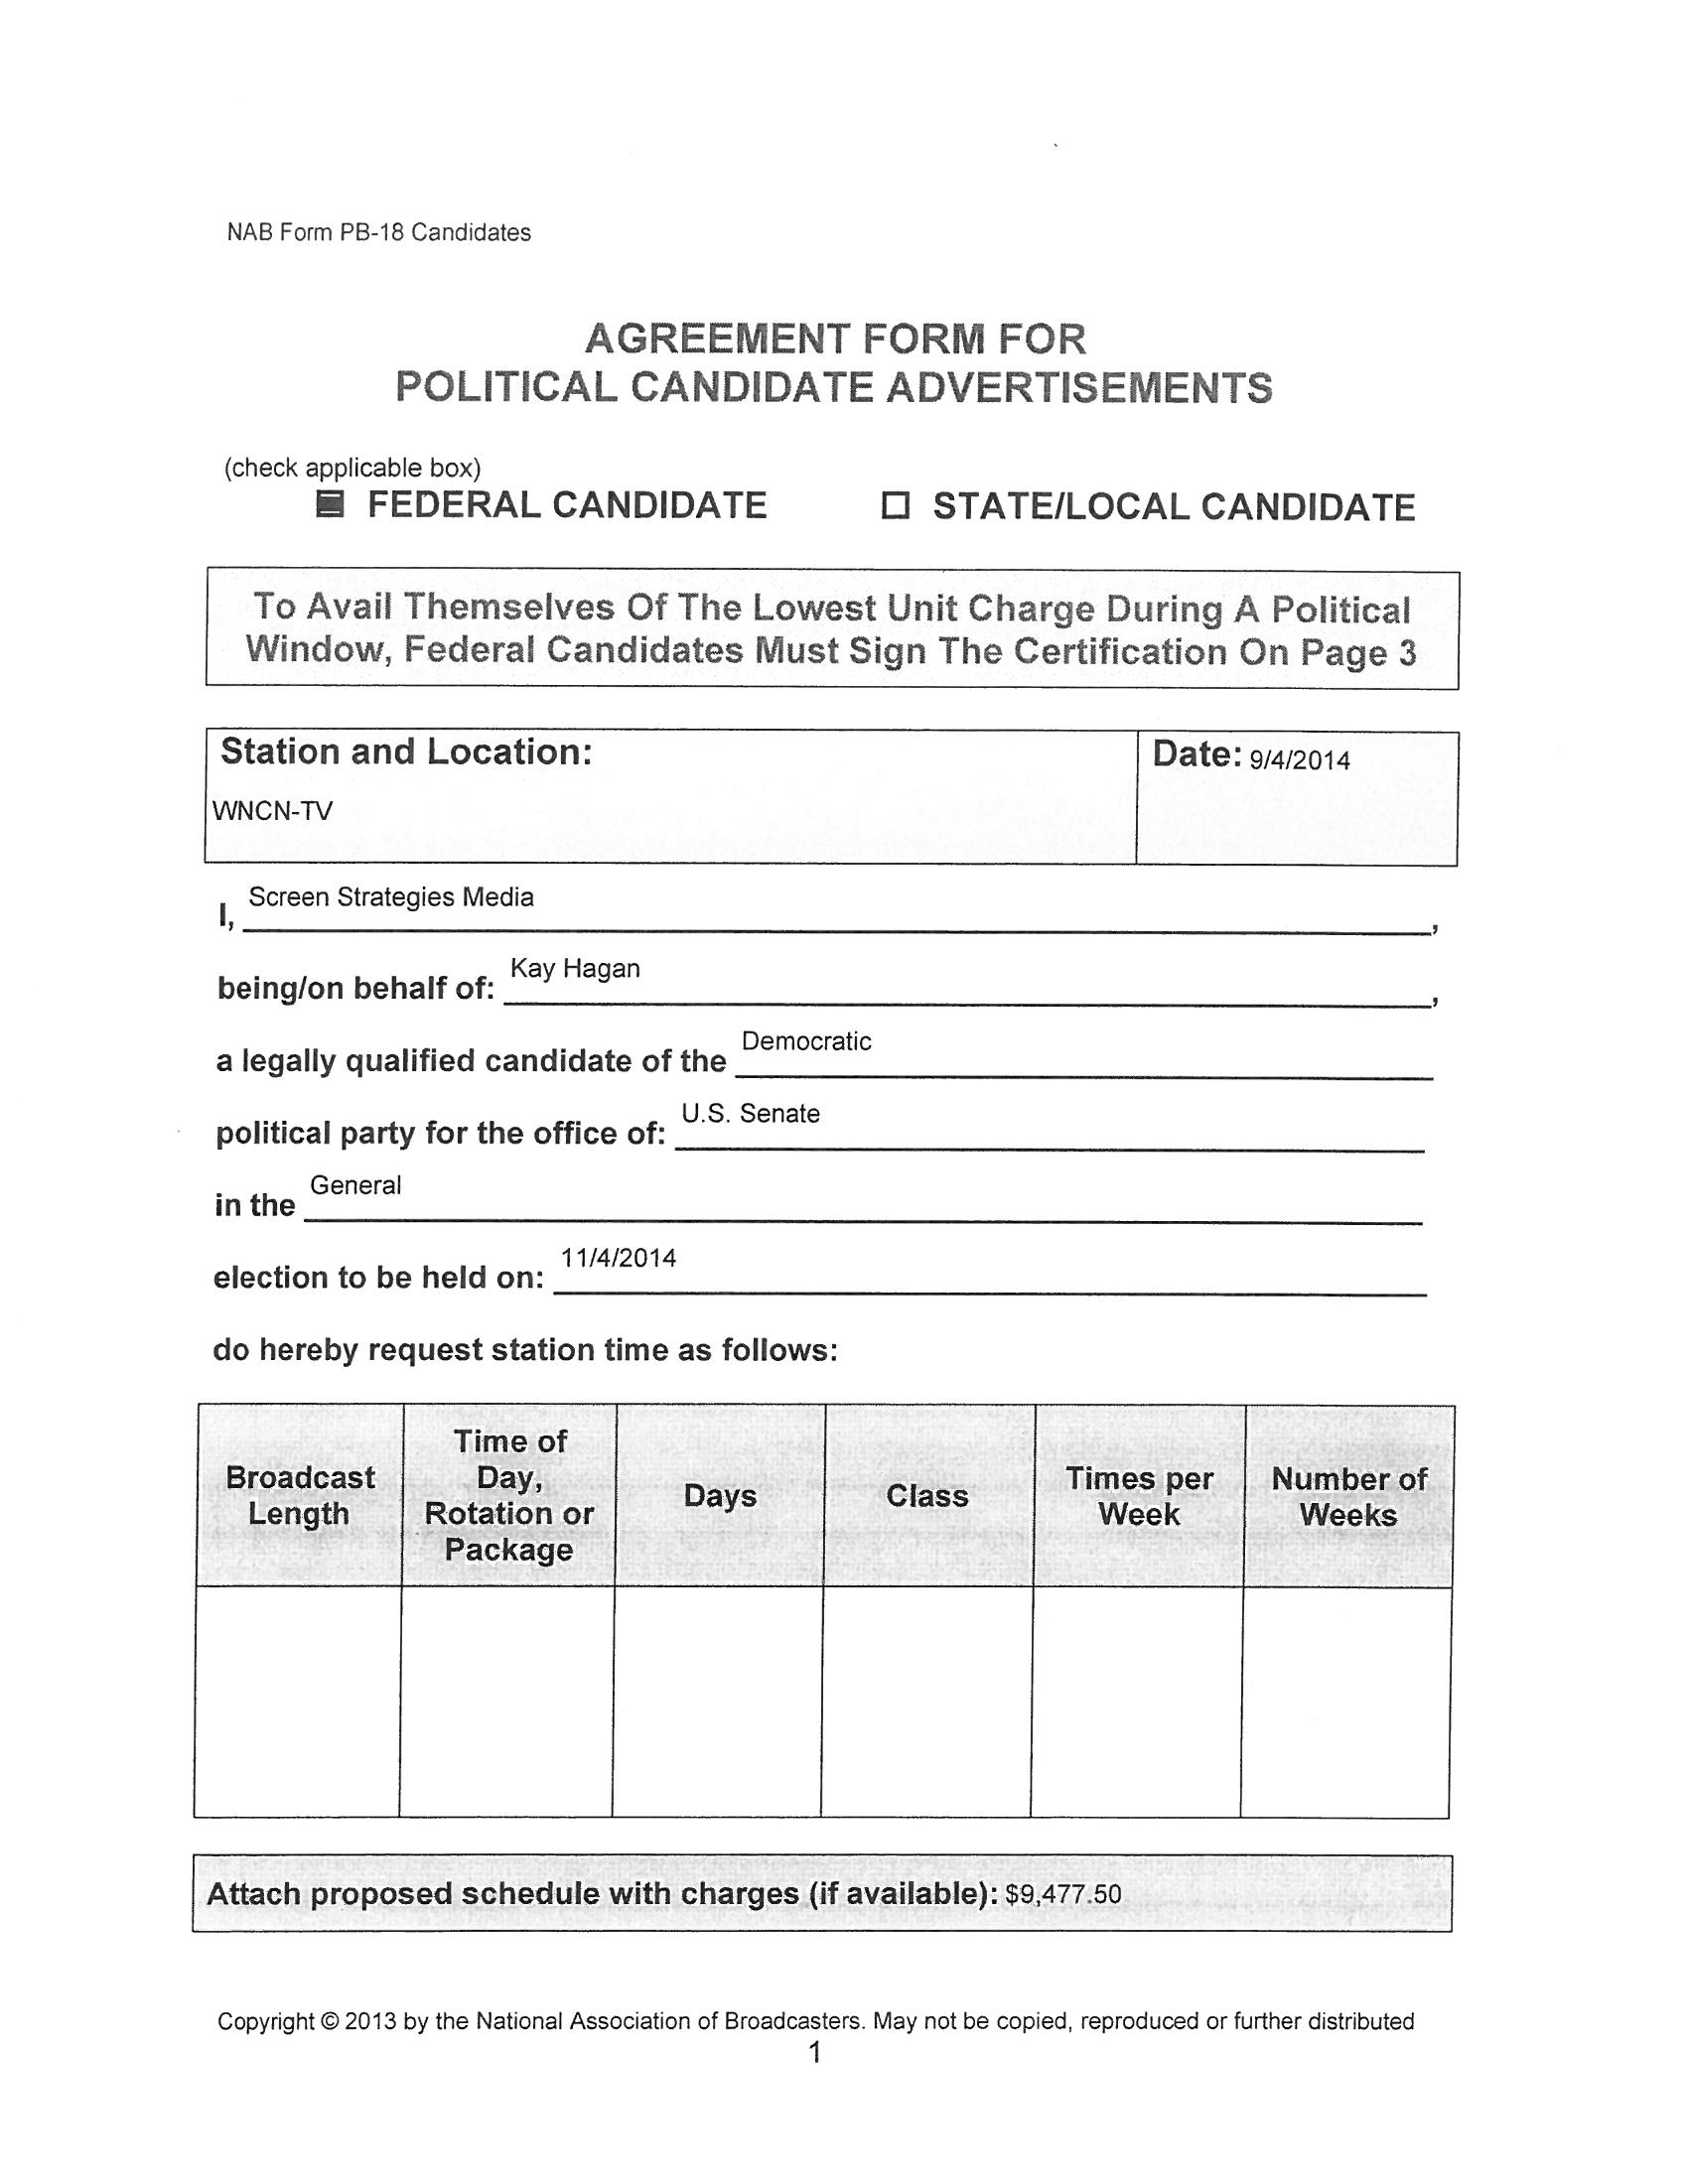 NAB Form PB-18 Candidates
AGREEMENT FORM FOR
POLITICAL CANDIDATE ADVERTISEMENTS
(check applicable box)
FEDERAL CANDIDATE ☐ STATE/LOCAL CANDIDATE
To Avail Themselves Of The Lowest Unit Charge During A Political
Window, Federal Candidates Must Sign The Certification On Page 3
Station and Location: Date: 9/4/2014
WNCN-TV
I, Screen Strategies Media,
being/on behalf of: Kay Hagan,
a legally qualified candidate of the Democratic
political party for the office of: U.S. Senate
in the General
election to be held on: 11/4/2014
do hereby request station time as follows:
Broadcast Length
Time of Day, Rotation or Package
Days
Class
Times per Week
Number of Weeks
Attach proposed schedule with charges (if available): $9,477.50
Copyright © 2013 by the National Association of Broadcasters. May not be copied, reproduced or further distributed
1